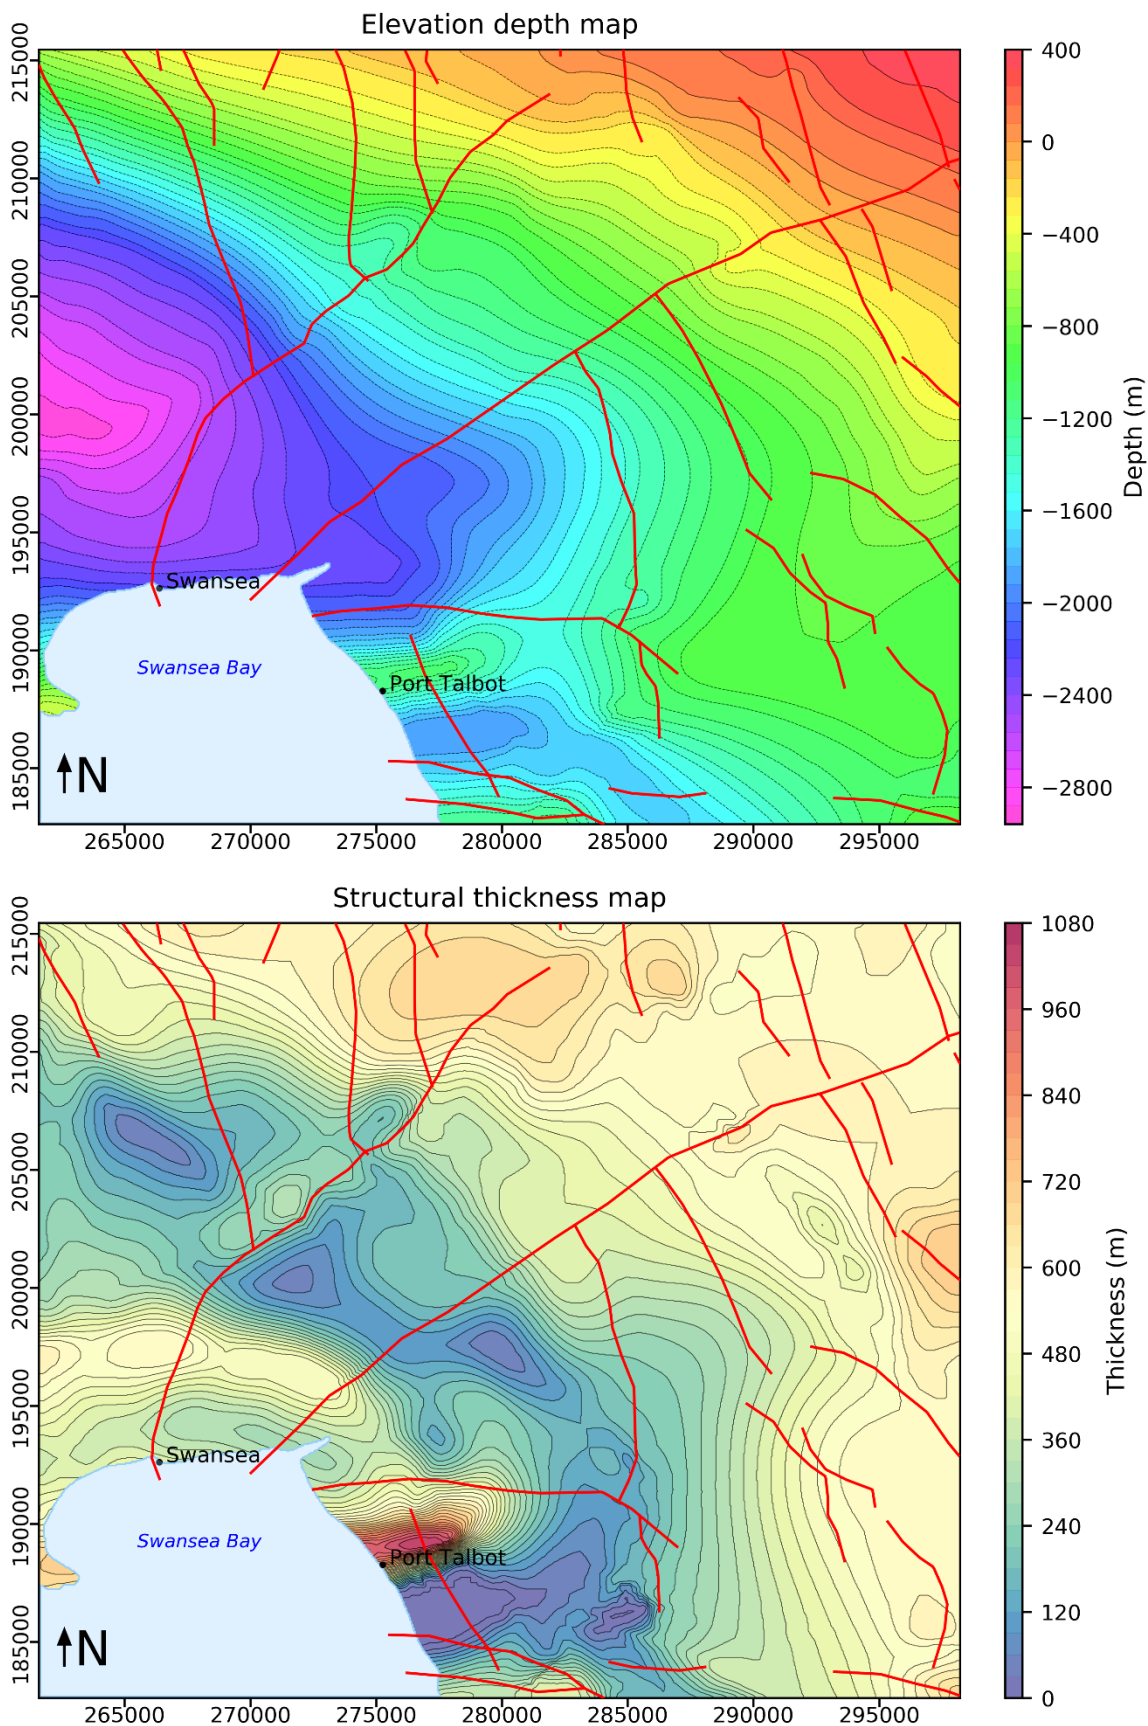 Elevation depth map
215000
210000
205000
200000
195000
190000
185000
Swansea
Swansea Bay
Port Talbot
N
265000 270000 275000 280000 285000 290000 295000
400
0
−400
−800
−1200
−1600
−2000
−2400
−2800
Depth (m)
Structural thickness map
215000
210000
205000
200000
195000
190000
185000
Swansea
Swansea Bay
Port Talbot
N
265000 270000 275000 280000 285000 290000 295000
1080
960
840
720
600
480
360
240
120
0
Thickness (m)